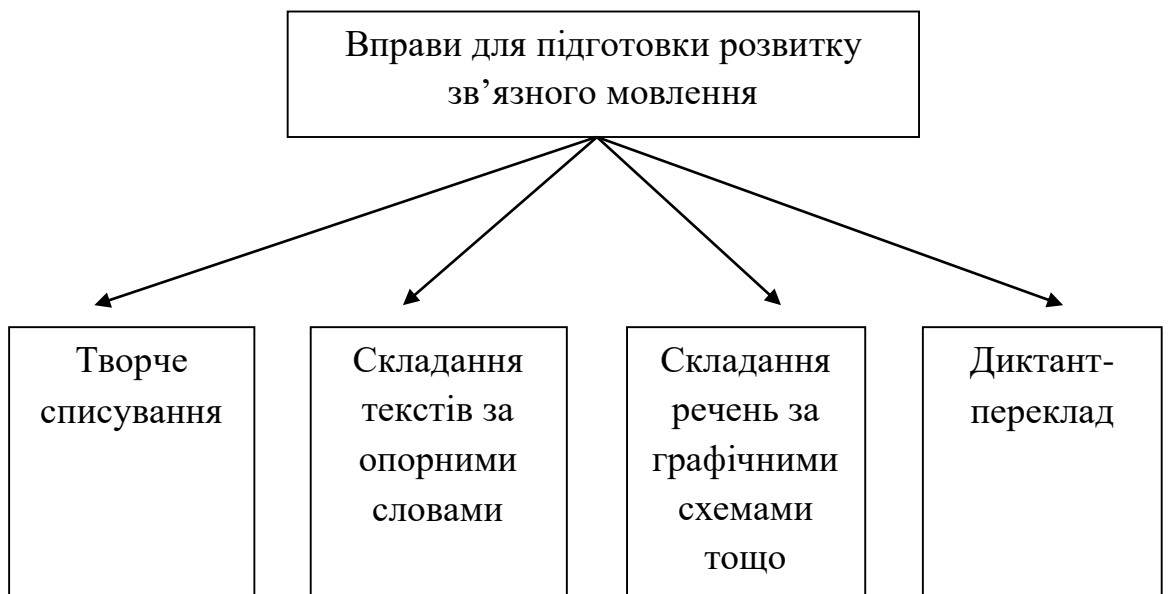 Вправи для підготовки розвитку
зв’язного мовлення
Творче
списування
Складання
текстів за
опорними
словами
Складання
речень за
графічними
схемами
тощо
Диктант-
переклад